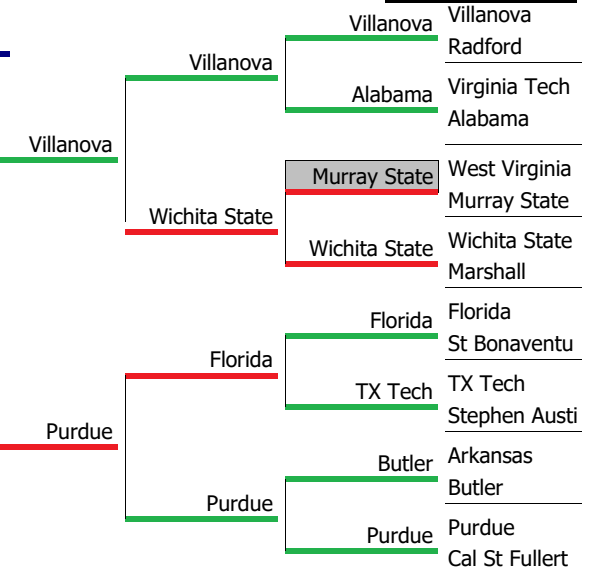 Villanova
Villanova
Radford
Villanova
Alabama
Virginia Tech
Alabama
Villanova
Murray State
West Virginia
Murray State
Wichita State
Wichita State
Wichita State
Marshall
Florida
Florida
St Bonaventu
Florida
TX Tech
TX Tech
Stephen Austi
Purdue
Butler
Arkansas
Butler
Purdue
Purdue
Purdue
Cal St Fullert